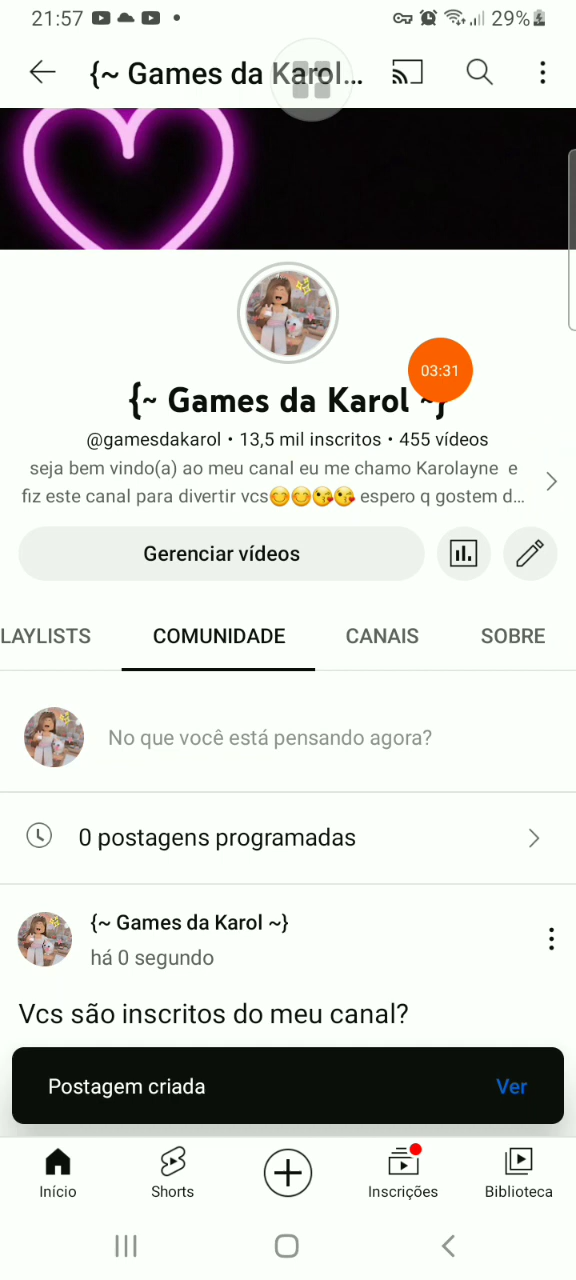 21:57
29%
{~ Games da Karol...
{~ Games da Karol ~}
03:31
@gamesdakarol • 13,5 mil inscritos • 455 vídeos
seja bem vindo(a) ao meu canal eu me chamo Karolayne e
fiz este canal para divertir vcs😊😊😘😘 espero q gostem d...
Gerenciar vídeos
LAYLISTS COMUNIDADE CANAIS SOBRE
No que você está pensando agora?
0 postagens programadas
{~ Games da Karol ~}
há 0 segundo
Vcs são inscritos do meu canal?
Postagem criada Ver
Início Shorts Inscrições Biblioteca